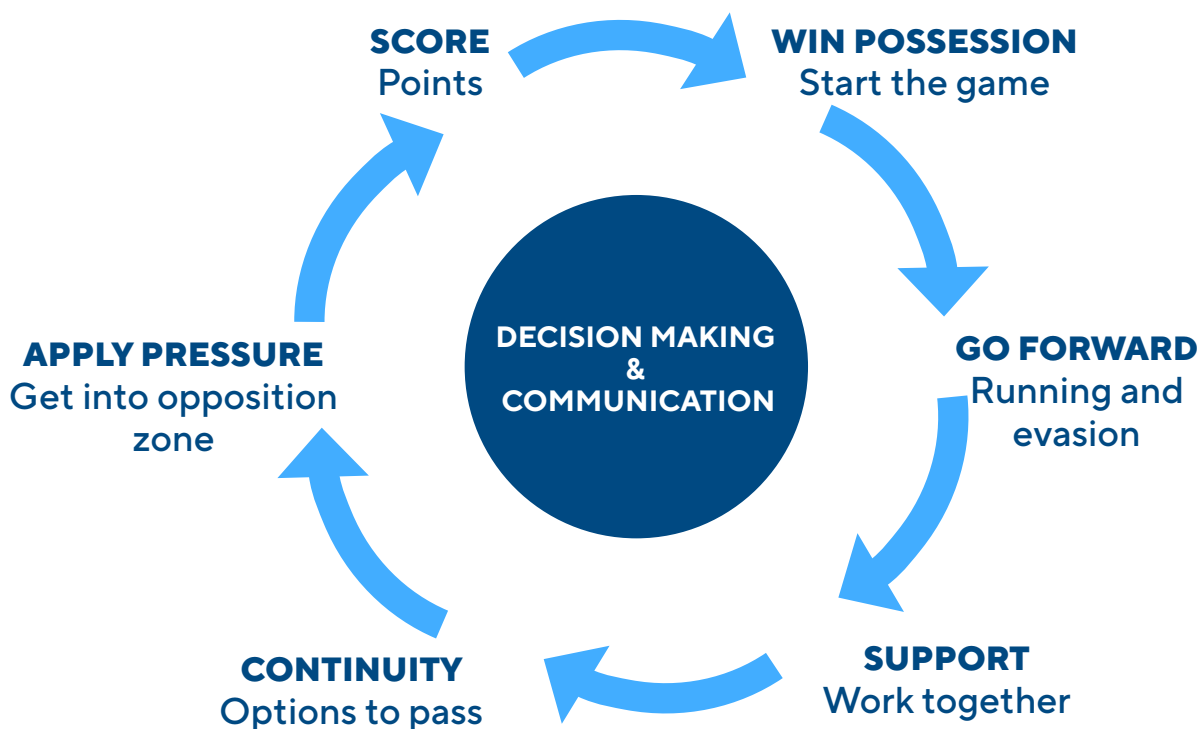 SCORE
Points
WIN POSSESSION
Start the game
GO FORWARD
Running and
evasion
SUPPORT
Work together
CONTINUITY
Options to pass
APPLY PRESSURE
Get into opposition
zone
DECISION MAKING
&
COMMUNICATION